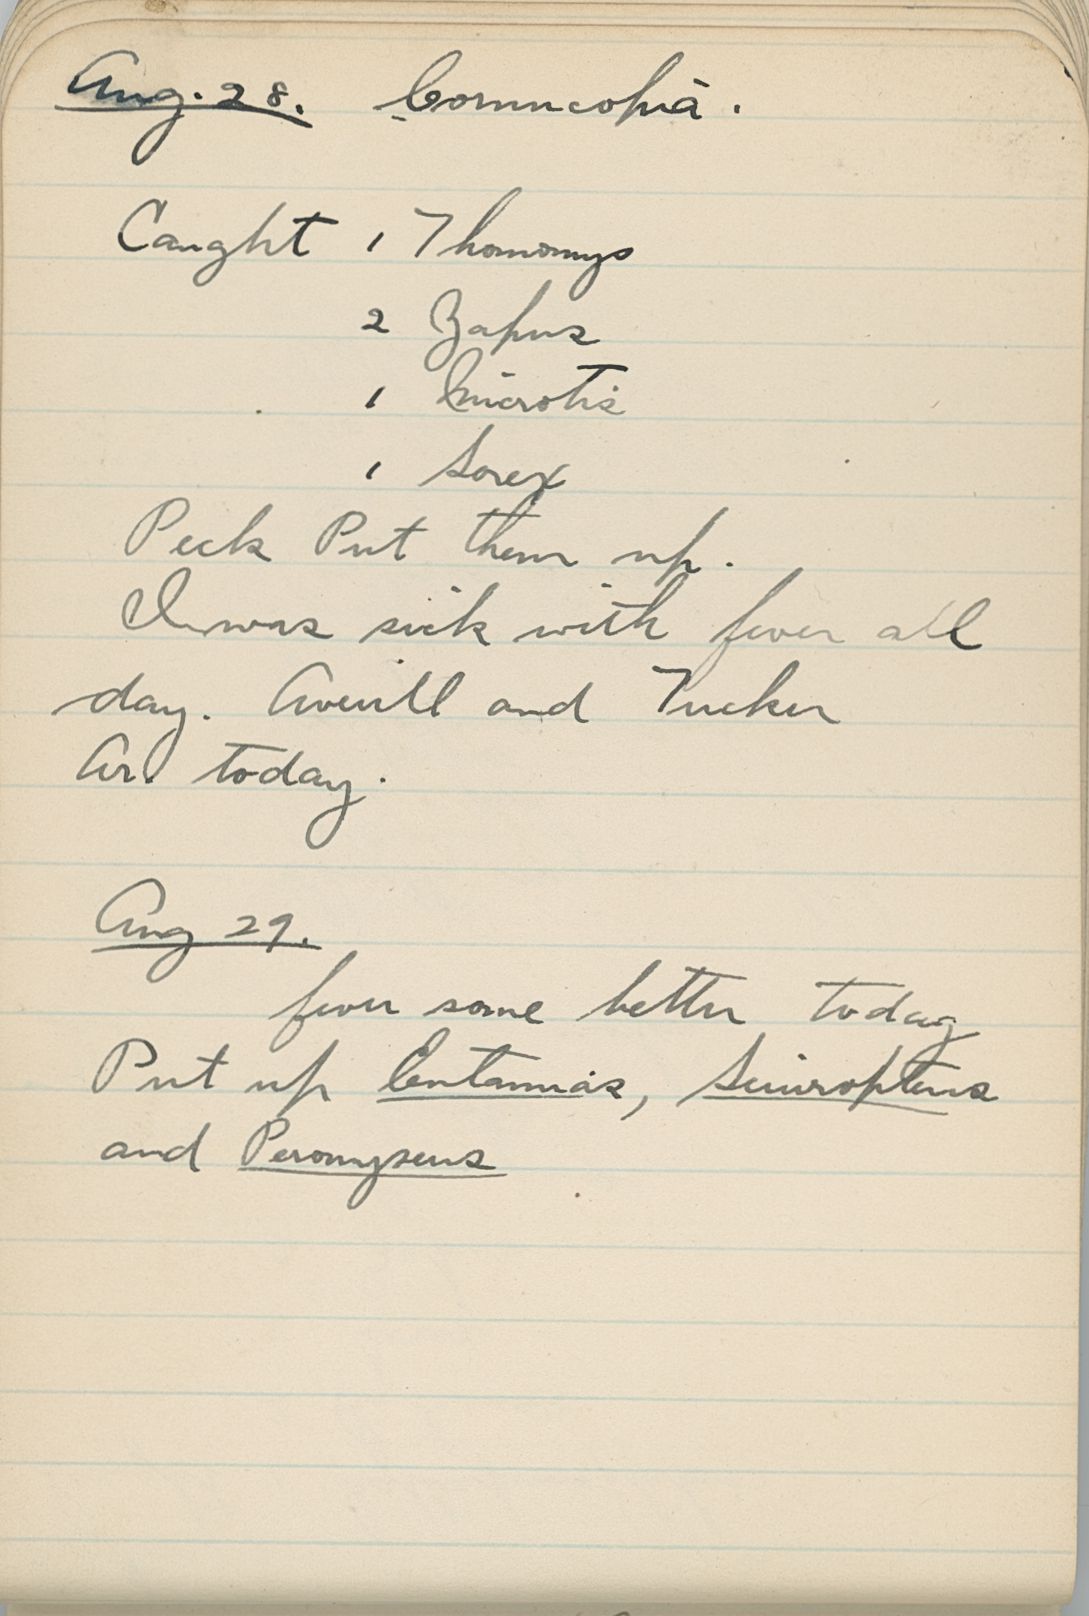 Aug. 28. Cornucopia.
Caught 1 Thomomys
2 Zapus
1 Microtis
1 Sorex
Peck Put them up.
I was sick with fever all
day. Averill and Tucker
Ar. today.
Aug 29.
fever some better today
Put up Eutamias, Sciuropterus
and Peromyscus